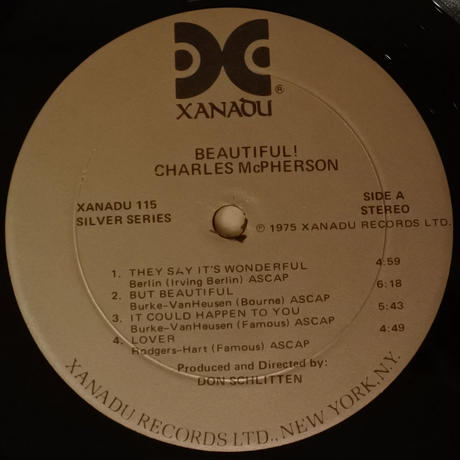 XANADU®
BEAUTIFUL!
CHARLES McPHERSON
XANADU 115
SILVER SERIES
SIDE A
STEREO
℗ 1975 XANADU RECORDS LTD.
1. THEY SAY IT'S WONDERFUL 4:59
Berlin (Irving Berlin) ASCAP
2. BUT BEAUTIFUL 6:18
Burke-VanHeusen (Bourne) ASCAP
3. IT COULD HAPPEN TO YOU 5:43
Burke-VanHeusen (Famous) ASCAP
4. LOVER 4:49
Rodgers-Hart (Famous) ASCAP
Produced and Directed by:
DON SCHLITTEN
XANADU RECORDS LTD., NEW YORK, N.Y.